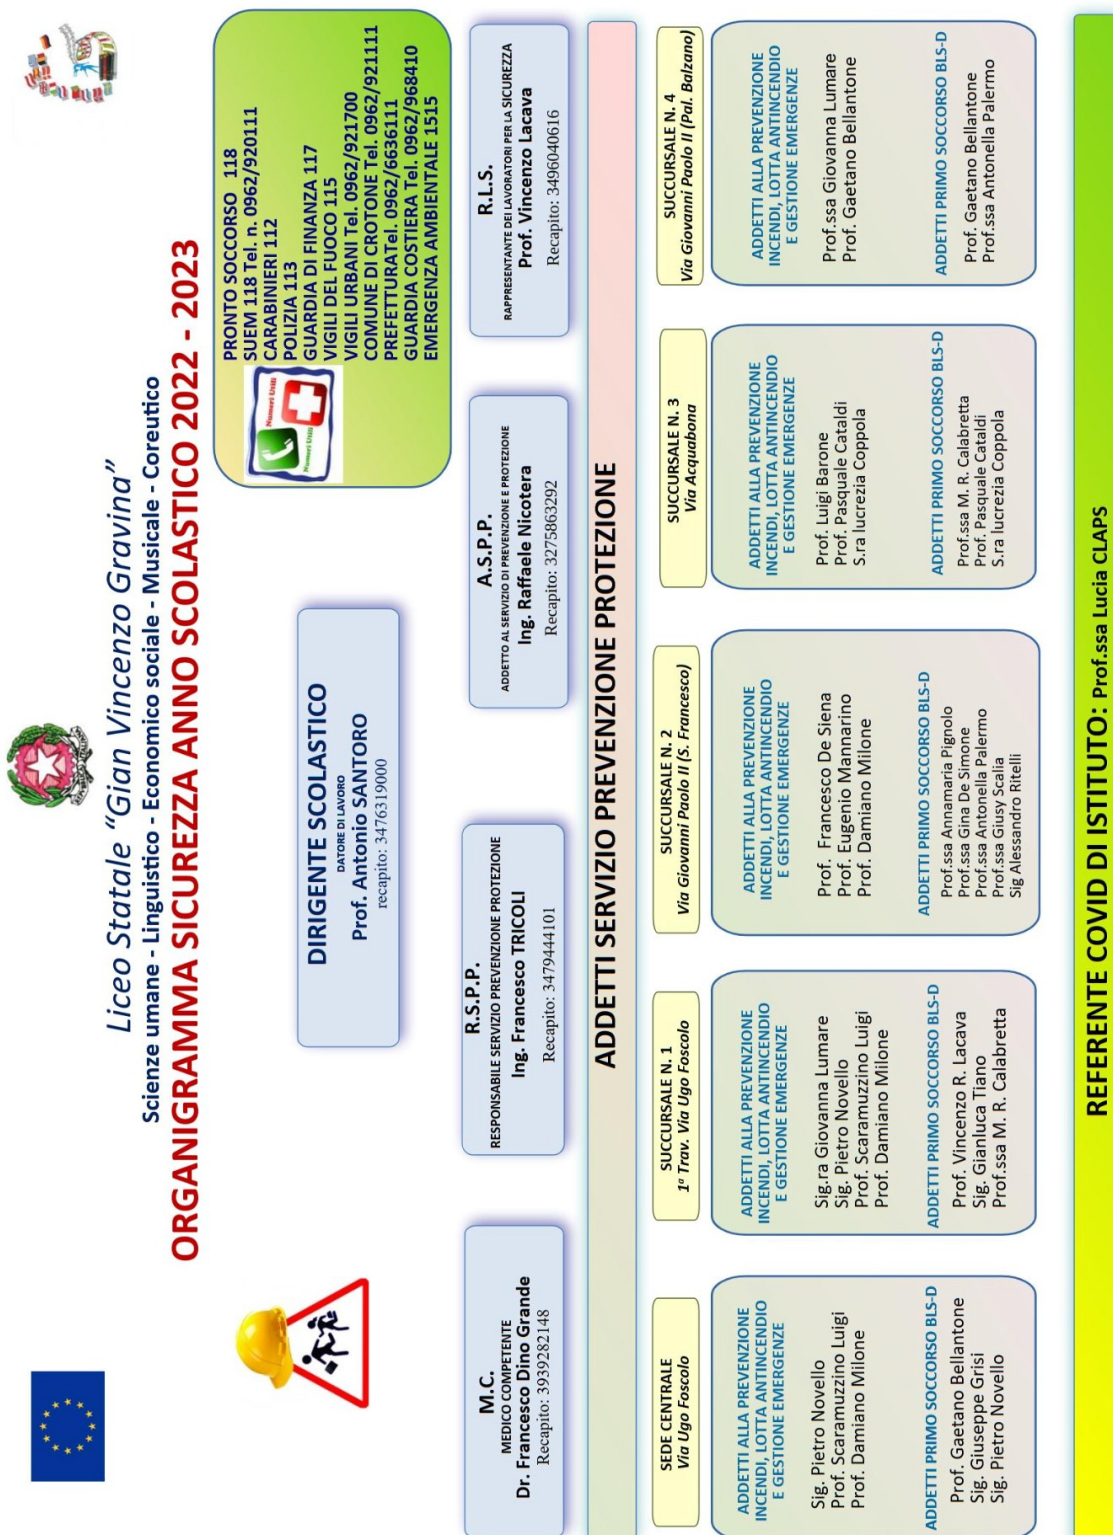 Liceo Statale “Gian Vincenzo Gravina”
Scienze umane - Linguistico - Economico sociale - Musicale - Coreutico
ORGANIGRAMMA SICUREZZA ANNO SCOLASTICO 2022 - 2023
Numeri Utili
Numeri Utili
PRONTO SOCCORSO 118
SUEM 118 Tel. n. 0962/920111
CARABINIERI 112
POLIZIA 113
GUARDIA DI FINANZA 117
VIGILI DEL FUOCO 115
VIGILI URBANI Tel. 0962/921700
COMUNE DI CROTONE Tel. 0962/921111
PREFETTURATel. 0962/6636111
GUARDIA COSTIERA Tel. 0962/968410
EMERGENZA AMBIENTALE 1515
DIRIGENTE SCOLASTICO
DATORE DI LAVORO
Prof. Antonio SANTORO
recapito: 3476319000
M.C.
MEDICO COMPETENTE
Dr. Francesco Dino Grande
Recapito: 3939282148
R.S.P.P.
RESPONSABILE SERVIZIO PREVENZIONE PROTEZIONE
Ing. Francesco TRICOLI
Recapito: 3479444101
A.S.P.P.
ADDETTO AL SERVIZIO DI PREVENZIONE E PROTEZIONE
Ing. Raffaele Nicotera
Recapito: 3275863292
R.L.S.
RAPPRESENTANTE DEI LAVORATORI PER LA SICUREZZA
Prof. Vincenzo Lacava
Recapito: 3496040616
ADDETTI SERVIZIO PREVENZIONE PROTEZIONE
SEDE CENTRALE
Via Ugo Foscolo
ADDETTI ALLA PREVENZIONE
INCENDI, LOTTA ANTINCENDIO
E GESTIONE EMERGENZE
Sig. Pietro Novello
Prof. Scaramuzzino Luigi
Prof. Damiano Milone
ADDETTI PRIMO SOCCORSO BLS-D
Prof. Gaetano Bellantone
Sig. Giuseppe Grisi
Sig. Pietro Novello
SUCCURSALE N. 1
1ª Trav. Via Ugo Foscolo
ADDETTI ALLA PREVENZIONE
INCENDI, LOTTA ANTINCENDIO
E GESTIONE EMERGENZE
Sig.ra Giovanna Lumare
Sig. Pietro Novello
Prof. Scaramuzzino Luigi
Prof. Damiano Milone
ADDETTI PRIMO SOCCORSO BLS-D
Prof. Vincenzo R. Lacava
Sig. Gianluca Tiano
Prof.ssa M. R. Calabretta
SUCCURSALE N. 2
Via Giovanni Paolo II (S. Francesco)
ADDETTI ALLA PREVENZIONE
INCENDI, LOTTA ANTINCENDIO
E GESTIONE EMERGENZE
Prof. Francesco De Siena
Prof. Eugenio Mannarino
Prof. Damiano Milone
ADDETTI PRIMO SOCCORSO BLS-D
Prof.ssa Annamaria Pignolo
Prof.ssa Gina De Simone
Prof.ssa Antonella Palermo
Prof.ssa Giusy Scalia
Sig Alessandro Ritelli
SUCCURSALE N. 3
Via Acquabona
ADDETTI ALLA PREVENZIONE
INCENDI, LOTTA ANTINCENDIO
E GESTIONE EMERGENZE
Prof. Luigi Barone
Prof. Pasquale Cataldi
S.ra lucrezia Coppola
ADDETTI PRIMO SOCCORSO BLS-D
Prof.ssa M. R. Calabretta
Prof. Pasquale Cataldi
S.ra lucrezia Coppola
SUCCURSALE N. 4
Via Giovanni Paolo II (Pal. Balzano)
ADDETTI ALLA PREVENZIONE
INCENDI, LOTTA ANTINCENDIO
E GESTIONE EMERGENZE
Prof.ssa Giovanna Lumare
Prof. Gaetano Bellantone
ADDETTI PRIMO SOCCORSO BLS-D
Prof. Gaetano Bellantone
Prof.ssa Antonella Palermo
REFERENTE COVID DI ISTITUTO: Prof.ssa Lucia CLAPS